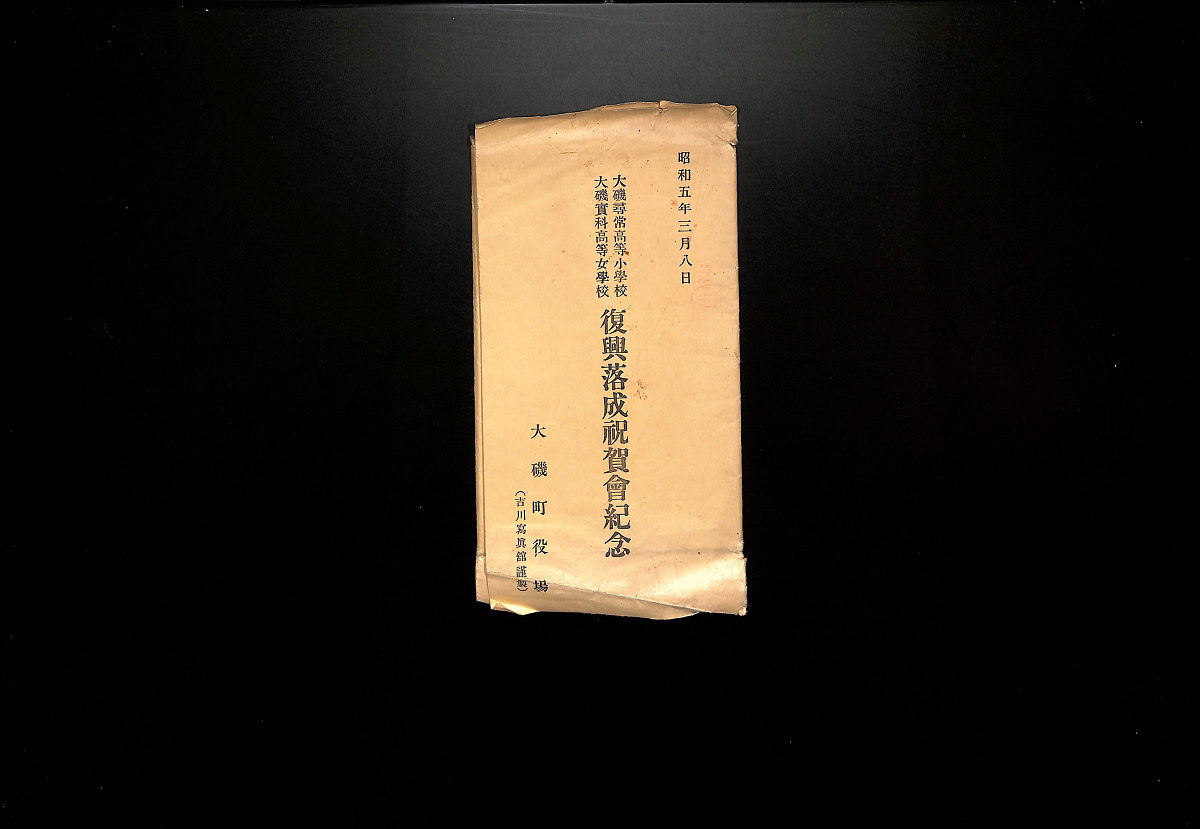 昭和五年三月八日
大磯尋常高等小學校
大磯實科高等女學校
復興落成祝賀會紀念
大磯町役場
（吉川寫眞舘謹製）